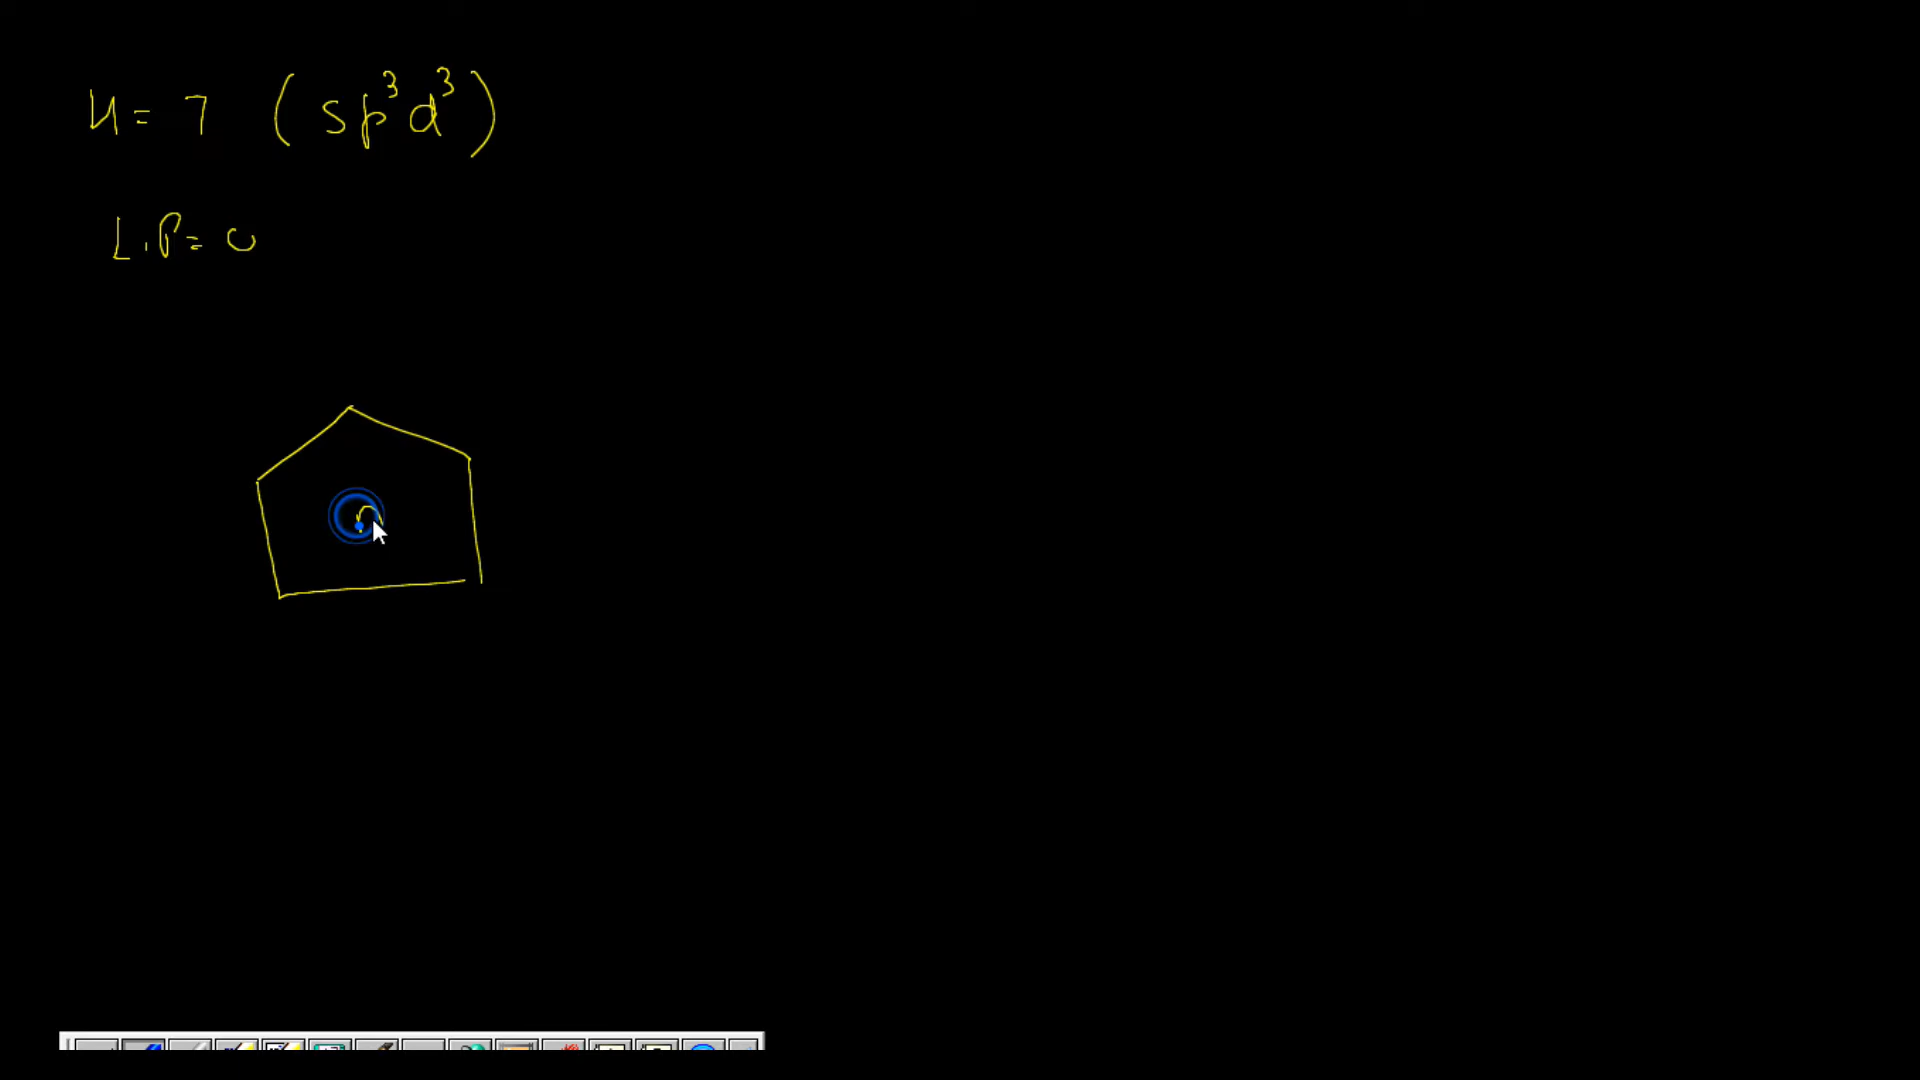 H = 7 (sp³d³)
L.P = 0